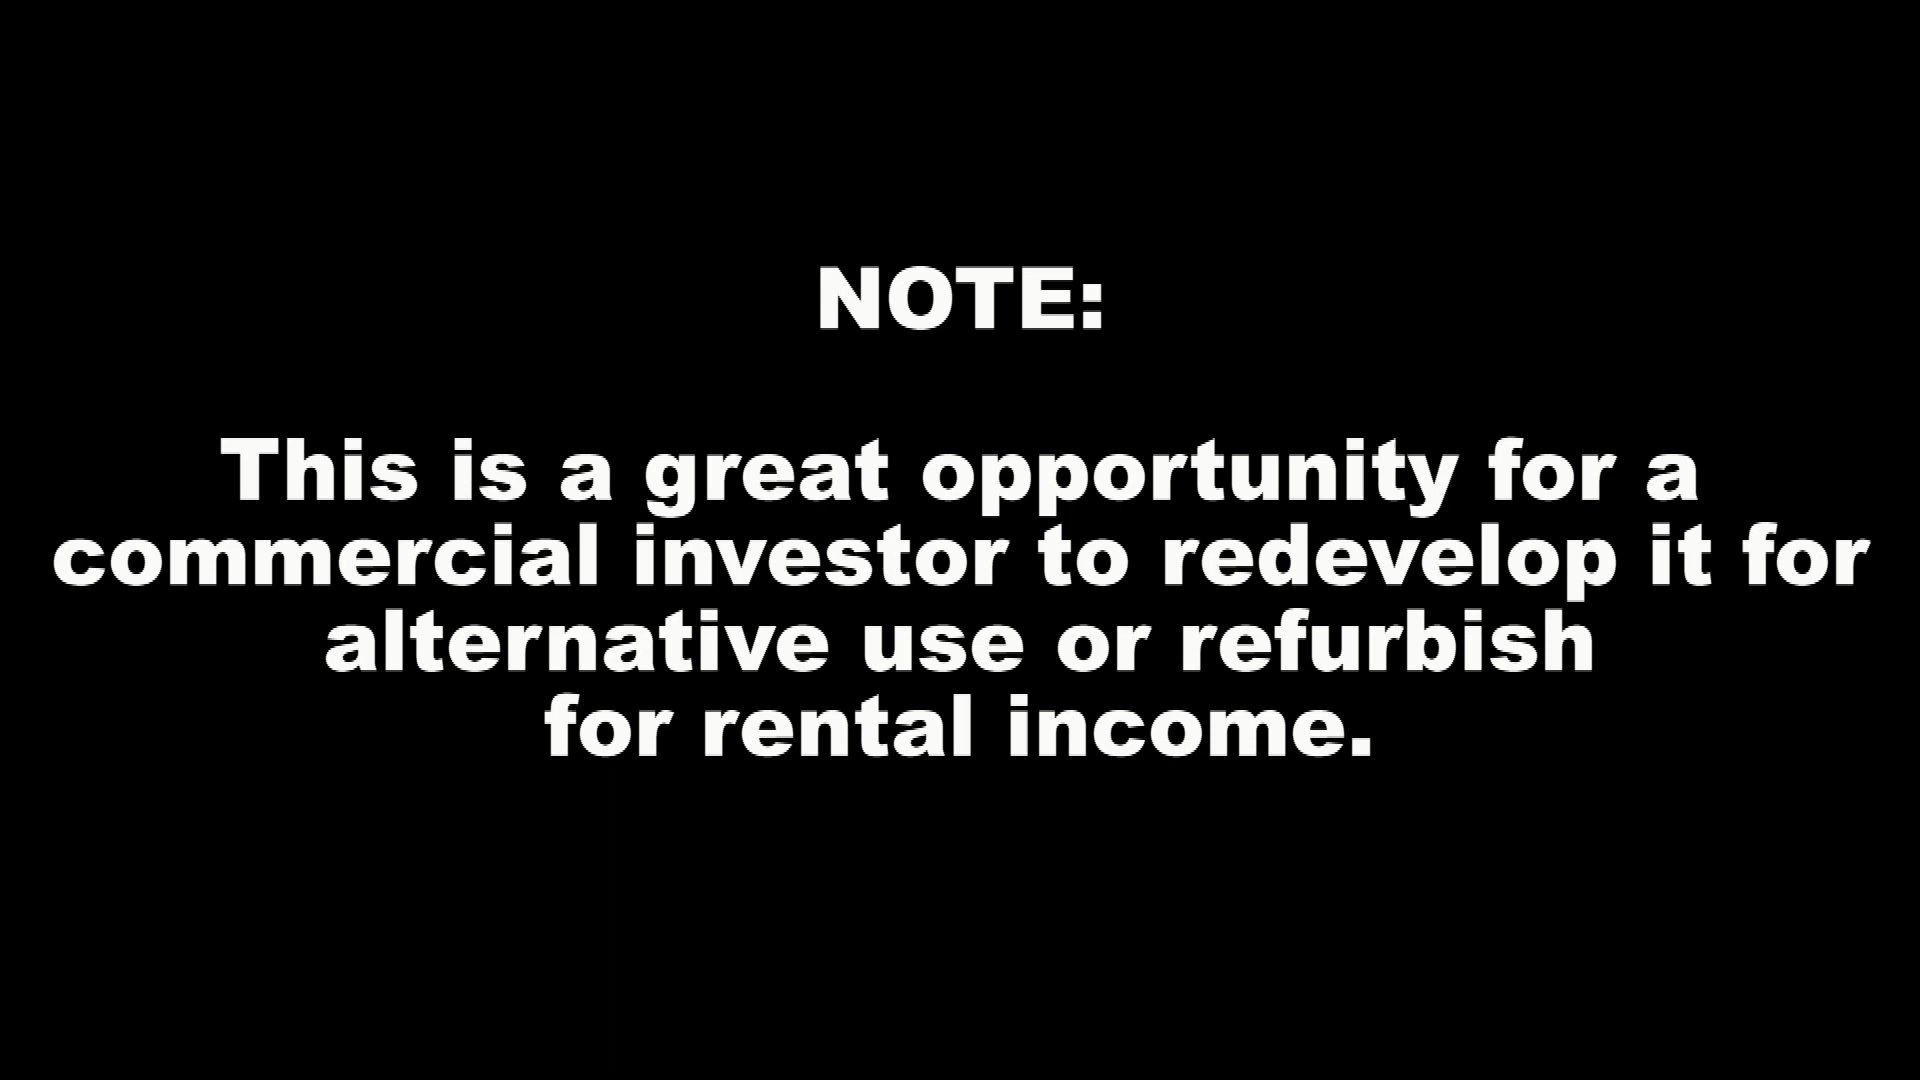 NOTE:
This is a great opportunity for a
commercial investor to redevelop it for
alternative use or refurbish
for rental income.